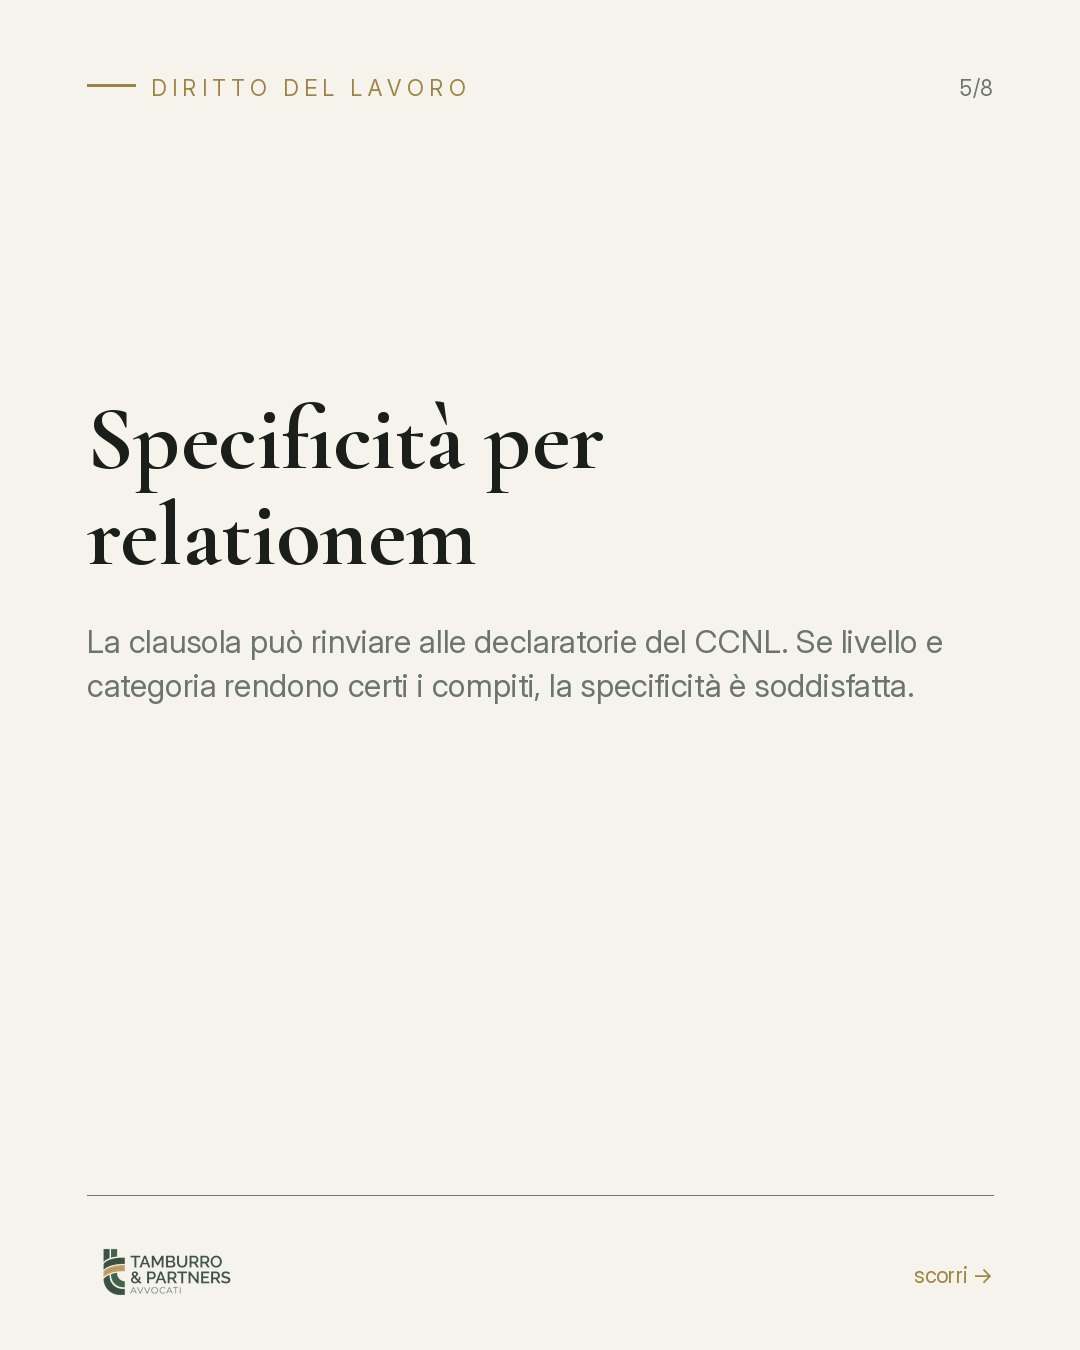 DIRITTO DEL LAVORO
5/8
Specificità per
relationem
La clausola può rinviare alle declaratorie del CCNL. Se livello e
categoria rendono certi i compiti, la specificità è soddisfatta.
TAMBURRO
& PARTNERS
AVVOCATI
scorri →